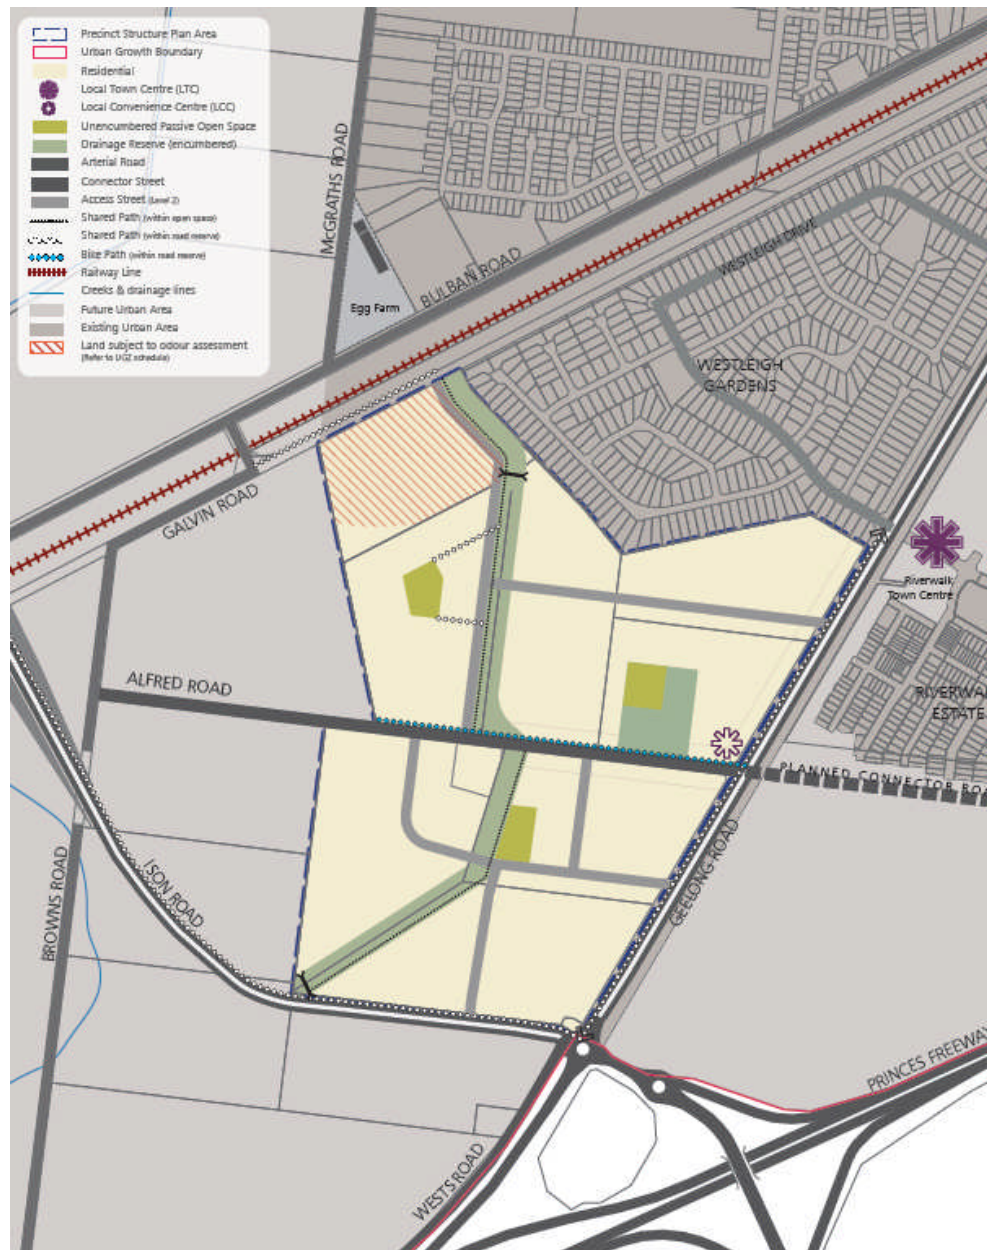 Precinct Structure Plan Area
Urban Growth Boundary
Residential
Local Town Centre (LTC)
Local Convenience Centre (LCC)
Unencumbered Passive Open Space
Drainage Reserve (encumbered)
Arterial Road
Connector Street
Access Street (Level 2)
Shared Path (within open space)
Shared Path (within road reserve)
Bike Path (within road reserve)
Railway Line
Creeks & drainage lines
Future Urban Area
Existing Urban Area
Land subject to odour assessment
(Refer to UGZ schedule)
McGRATHS ROAD
BULBAN ROAD
Egg Farm
WESTLEIGH DRIVE
WESTLEIGH
GARDENS
GALVIN ROAD
Riverwalk
Town Centre
ALFRED ROAD
RIVERWA
ESTATE
PLANNED CONNECTOR ROA
GEELONG ROAD
ISON ROAD
BROWNS ROAD
PRINCES FREEWAY
WESTS ROAD